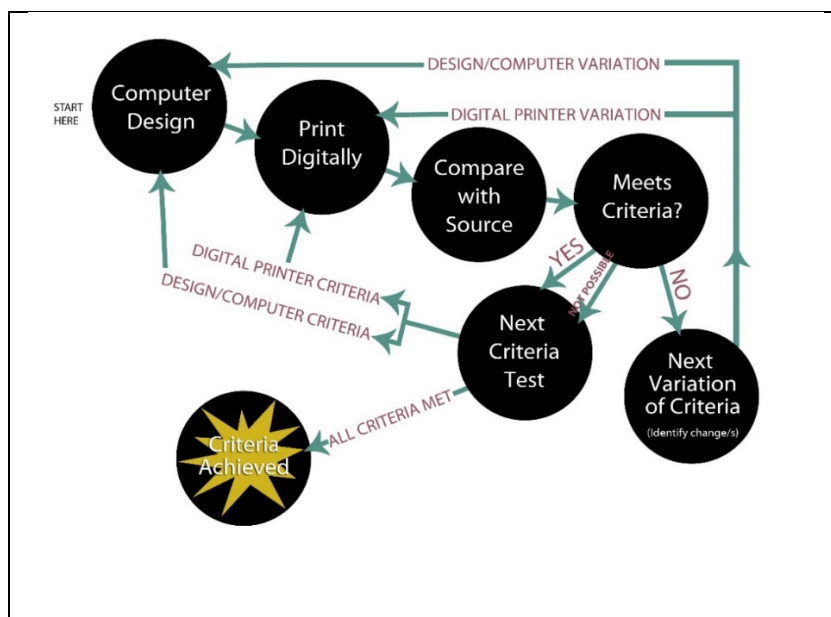 DESIGN/COMPUTER VARIATION
START
HERE
Computer
Design
DIGITAL PRINTER VARIATION
Print
Digitally
Compare
with
Source
Meets
Criteria?
YES
NOT POSSIBLE
NO
DIGITAL PRINTER CRITERIA
DESIGN/COMPUTER CRITERIA
Next
Criteria
Test
Next
Variation
of Criteria
(Identify change/s)
ALL CRITERIA MET
Criteria
Achieved